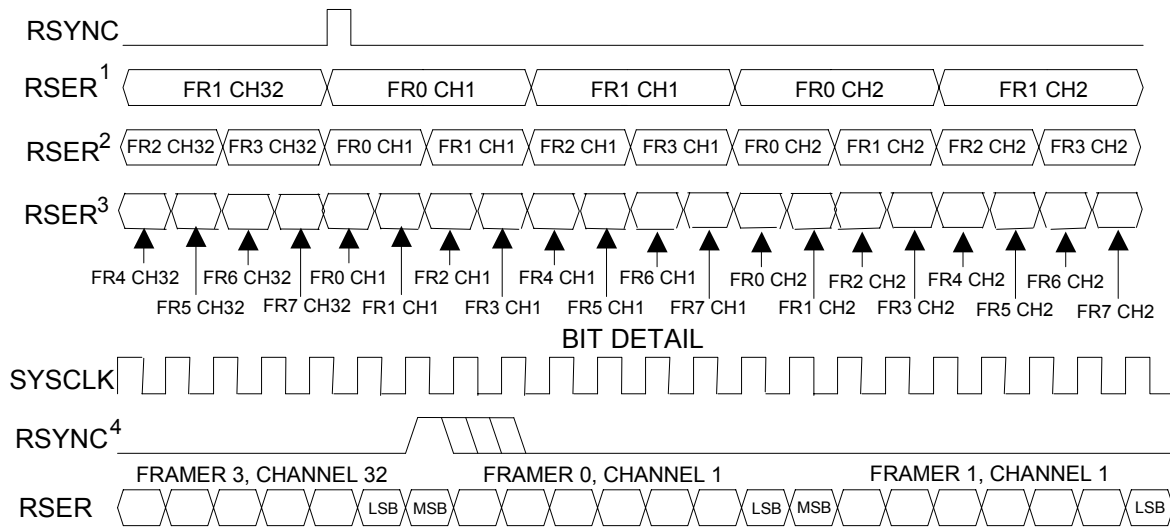 RSYNC
RSER1 FR1 CH32 FR0 CH1 FR1 CH1 FR0 CH2 FR1 CH2
RSER2 FR2 CH32 FR3 CH32 FR0 CH1 FR1 CH1 FR2 CH1 FR3 CH1 FR0 CH2 FR1 CH2 FR2 CH2 FR3 CH2
RSER3
FR4 CH32 FR6 CH32 FR0 CH1 FR2 CH1 FR4 CH1 FR6 CH1 FR0 CH2 FR2 CH2 FR4 CH2 FR6 CH2
FR5 CH32 FR7 CH32 FR1 CH1 FR3 CH1 FR5 CH1 FR7 CH1 FR1 CH2 FR3 CH2 FR5 CH2 FR7 CH2
BIT DETAIL
SYSCLK
RSYNC4
FRAMER 3, CHANNEL 32 FRAMER 0, CHANNEL 1 FRAMER 1, CHANNEL 1
RSER LSB MSB LSB MSB LSB